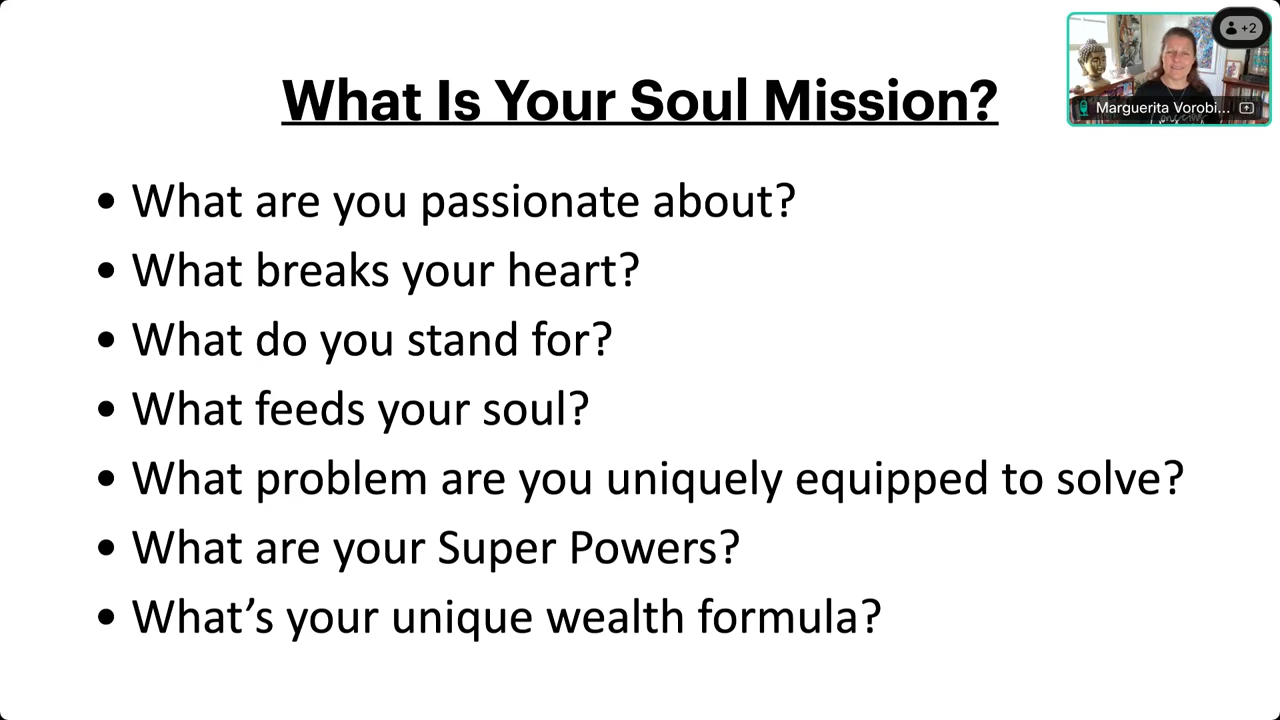 What Is Your Soul Mission?
+2
Marguerita Vorobi...
• What are you passionate about?
• What breaks your heart?
• What do you stand for?
• What feeds your soul?
• What problem are you uniquely equipped to solve?
• What are your Super Powers?
• What’s your unique wealth formula?